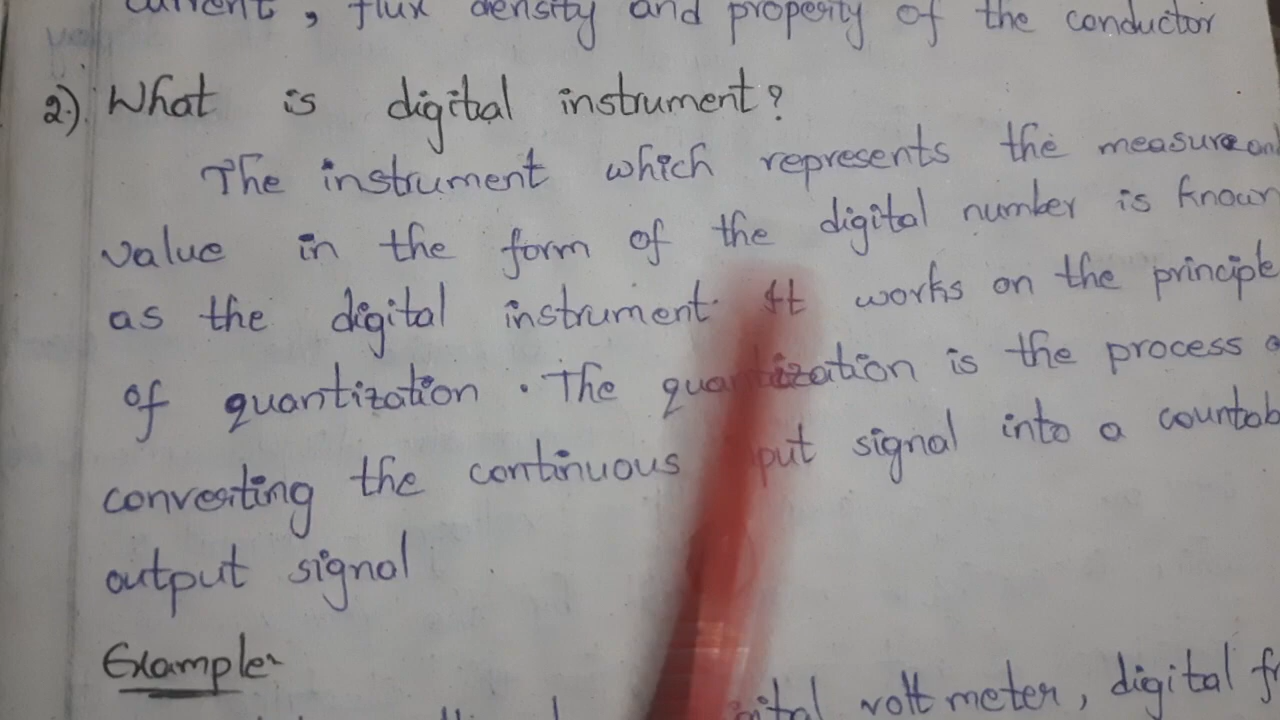 current, flux density and property of the conductor
2.) What is digital instrument?
The instrument which represents the
value in the form of the digital number is known
as the digital instrument. It works on the principle
of quantization. The quantization is the process
converting the continuous put signal into a countab
output signal
Example:
volt meter, digital